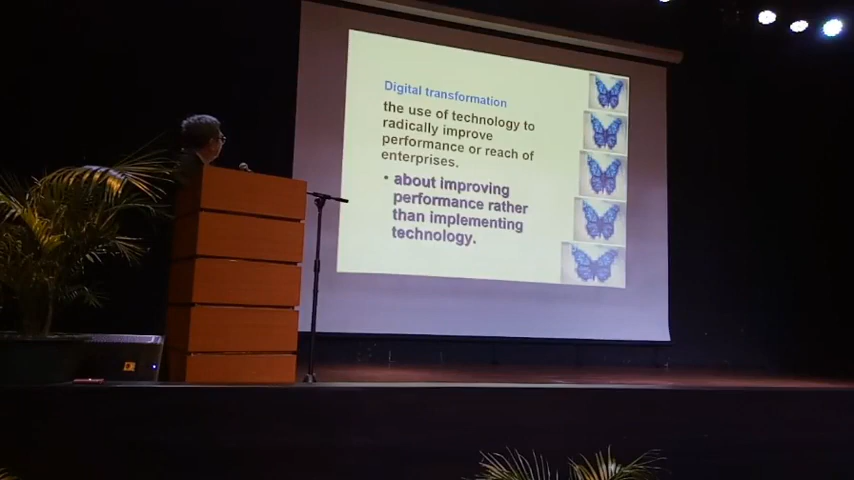 Digital transformation
the use of technology to
radically improve
performance or reach of
enterprises.
• about improving
performance rather
than implementing
technology.